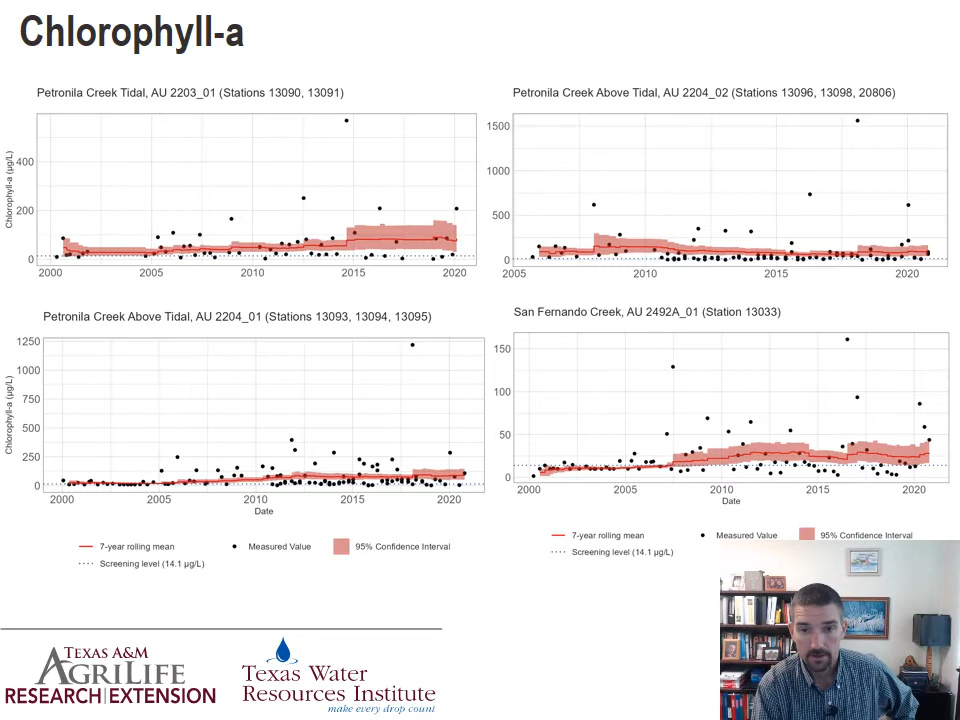 Chlorophyll-a
Petronila Creek Tidal, AU 2203_01 (Stations 13090, 13091)
Chlorophyll-a (µg/L)
400
200
0
2000 2005 2010 2015 2020
Petronila Creek Above Tidal, AU 2204_02 (Stations 13096, 13098, 20806)
1500
1000
500
0
2005 2010 2015 2020
Petronila Creek Above Tidal, AU 2204_01 (Stations 13093, 13094, 13095)
Chlorophyll-a (µg/L)
1250
1000
750
500
250
0
2000 2005 2010 2015 2020
Date
7-year rolling mean Measured Value 95% Confidence Interval
Screening level (14.1 µg/L)
San Fernando Creek, AU 2492A_01 (Station 13033)
150
100
50
0
2000 2005 2010 2015 2020
Date
7-year rolling mean Measured Value 95% Confidence Interval
Screening level (14.1 µg/L)
TEXAS A&M
AGRILIFE
RESEARCH | EXTENSION
Texas Water
Resources Institute
make every drop count